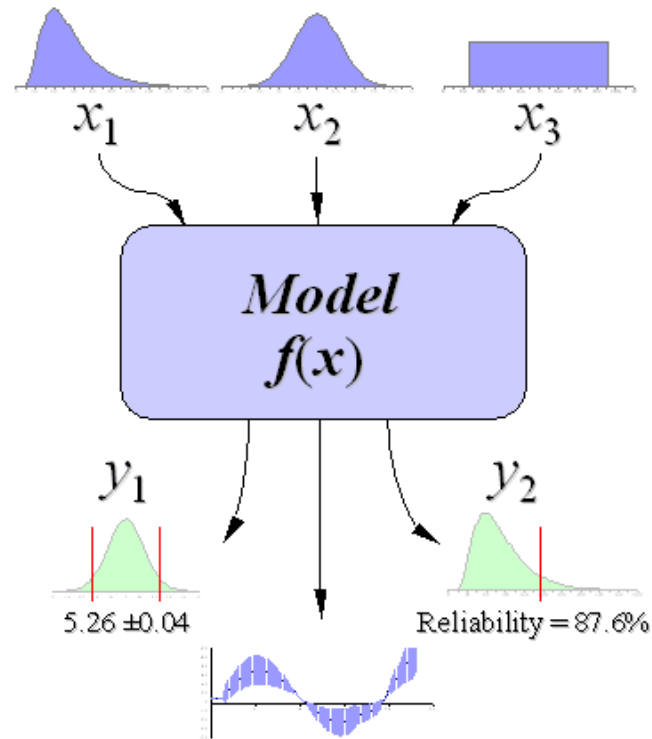 x1 x2 x3
Model
f(x)
y1 y2
5.26 ±0.04 Reliability = 87.6%